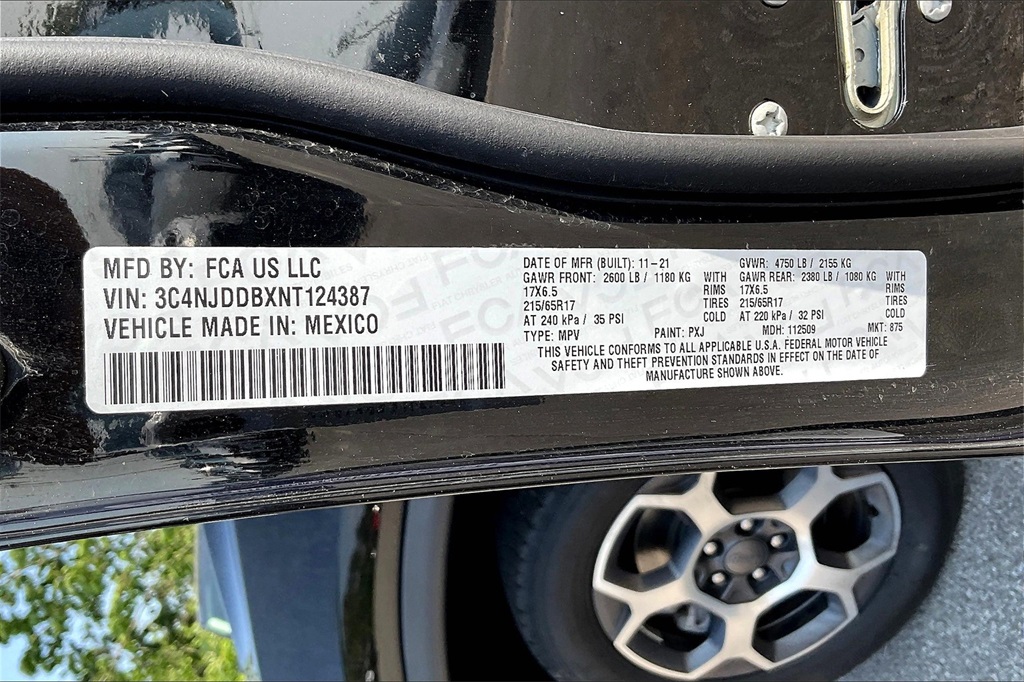 MFD BY: FCA US LLC
VIN: 3C4NJDDBXNT124387
VEHICLE MADE IN: MEXICO
DATE OF MFR (BUILT): 11-21 GVWR: 4750 LB / 2155 KG
GAWR FRONT: 2600 LB / 1180 KG WITH GAWR REAR: 2380 LB / 1080 KG WITH
17X6.5 RIMS 17X6.5 RIMS
215/65R17 TIRES 215/65R17 TIRES
AT 240 kPa / 35 PSI COLD AT 220 kPa / 32 PSI COLD
TYPE: MPV PAINT: PXJ MDH: 112509 MKT: 875
THIS VEHICLE CONFORMS TO ALL APPLICABLE U.S.A. FEDERAL MOTOR VEHICLE
SAFETY AND THEFT PREVENTION STANDARDS IN EFFECT ON THE DATE OF
MANUFACTURE SHOWN ABOVE.